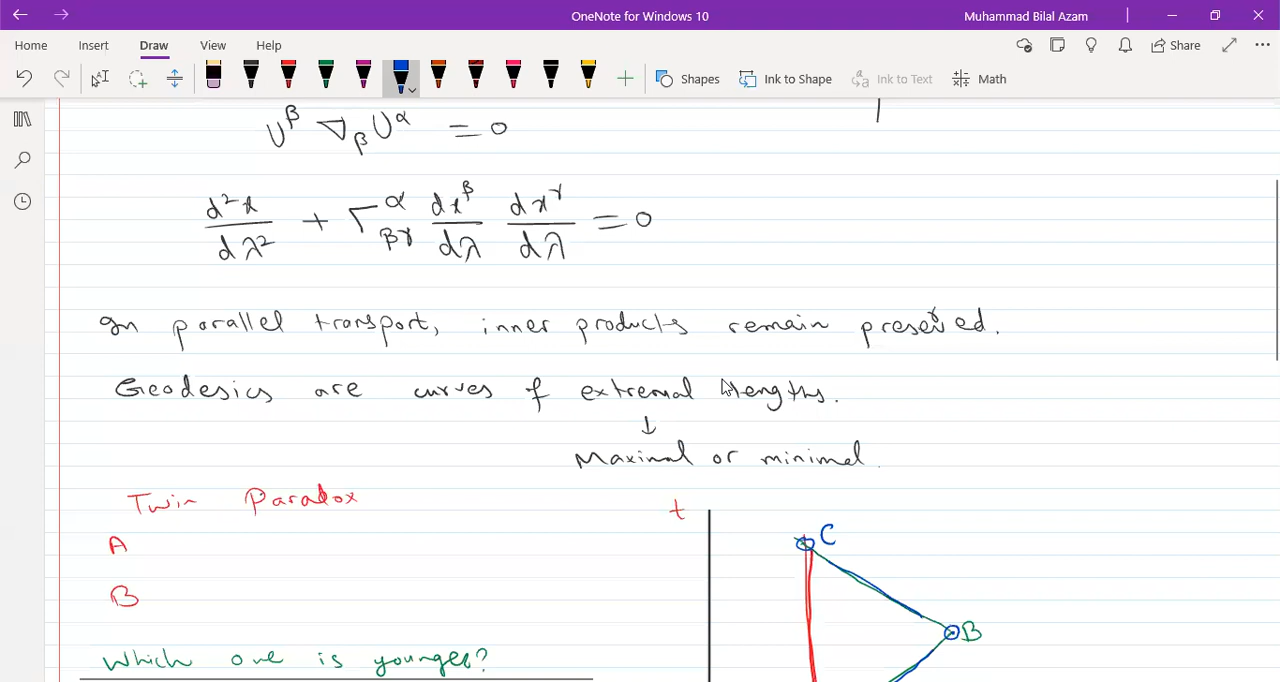 OneNote for Windows 10
Muhammad Bilal Azam
Home Insert Draw View Help
Share
Shapes Ink to Shape Ink to Text Math
U^β ∇_β U^α = 0
d²x/dλ² + Γ^α_βγ dx^β/dλ dx^γ/dλ = 0
In parallel transport, inner products remain preserved.
Geodesics are curves of extremal lengths.
↓
Maximal or minimal.
Twin Paradox
t
A
C
B
B
Which one is younger?